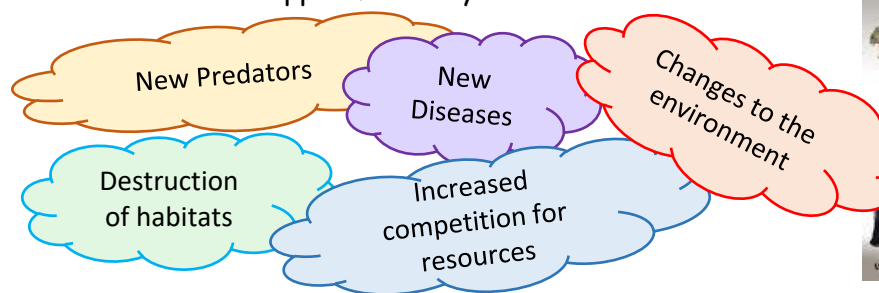 New Predators
New
Diseases
Changes to the
environment
Destruction
of habitats
Increased
competition for
resources